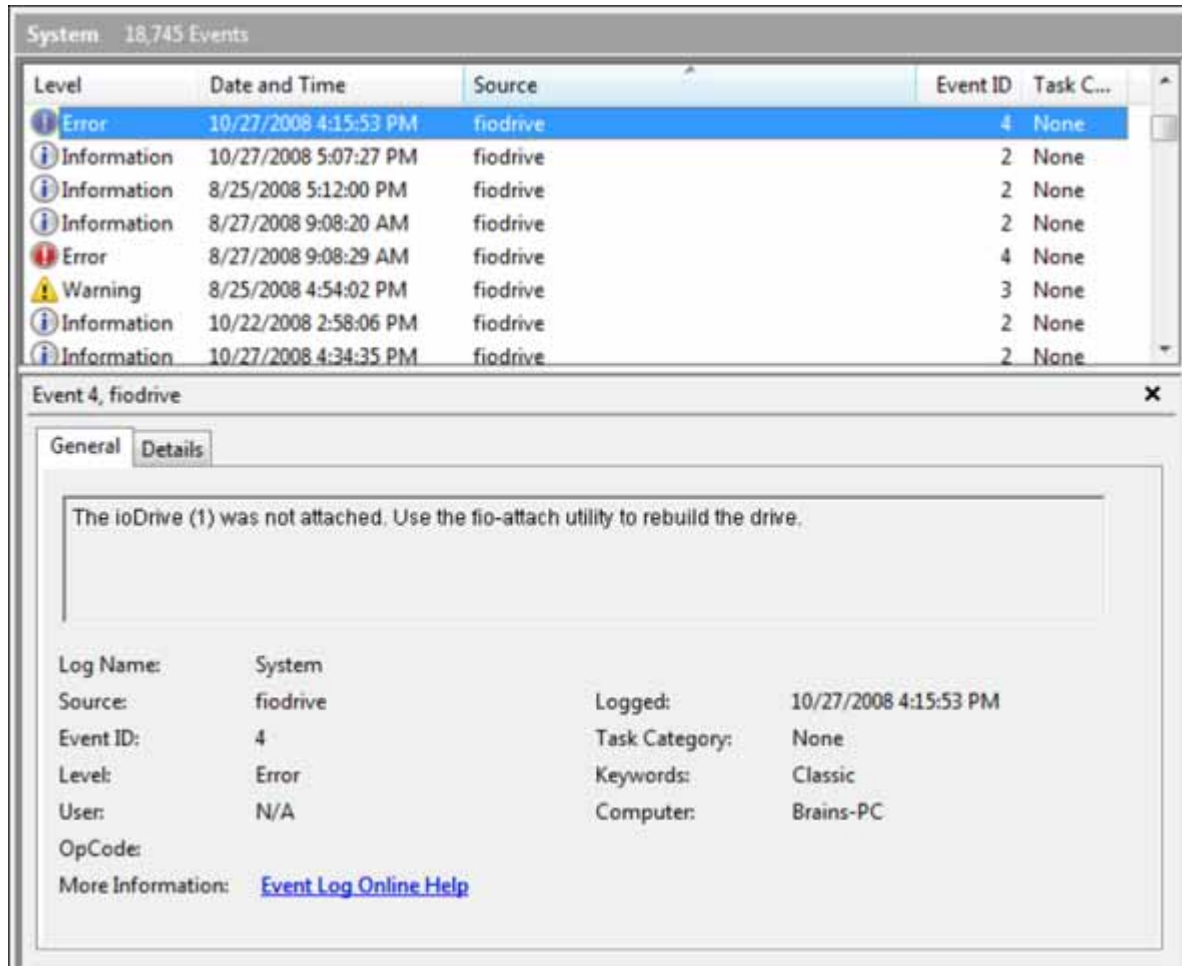 System 18,745 Events
Level Date and Time Source Event ID Task C...
Error 10/27/2008 4:15:53 PM fiodrive 4 None
Information 10/27/2008 5:07:27 PM fiodrive 2 None
Information 8/25/2008 5:12:00 PM fiodrive 2 None
Information 8/27/2008 9:08:20 AM fiodrive 2 None
Error 8/27/2008 9:08:29 AM fiodrive 4 None
Warning 8/25/2008 4:54:02 PM fiodrive 3 None
Information 10/22/2008 2:58:06 PM fiodrive 2 None
Information 10/27/2008 4:34:35 PM fiodrive 2 None
Event 4, fiodrive
General Details
The ioDrive (1) was not attached. Use the fio-attach utility to rebuild the drive.
Log Name: System
Source: fiodrive Logged: 10/27/2008 4:15:53 PM
Event ID: 4 Task Category: None
Level: Error Keywords: Classic
User: N/A Computer: Brains-PC
OpCode:
More Information: Event Log Online Help